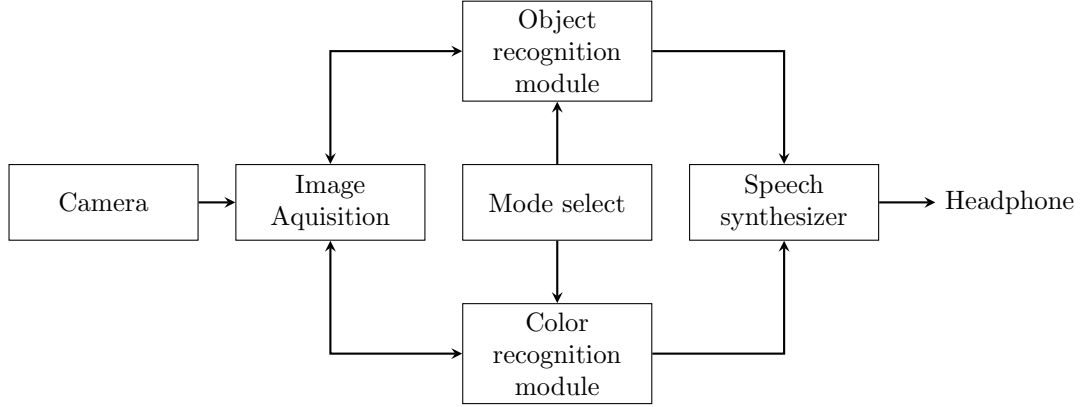 Object
recognition
module
Camera
Image
Aquisition
Mode select
Speech
synthesizer
Headphone
Color
recognition
module